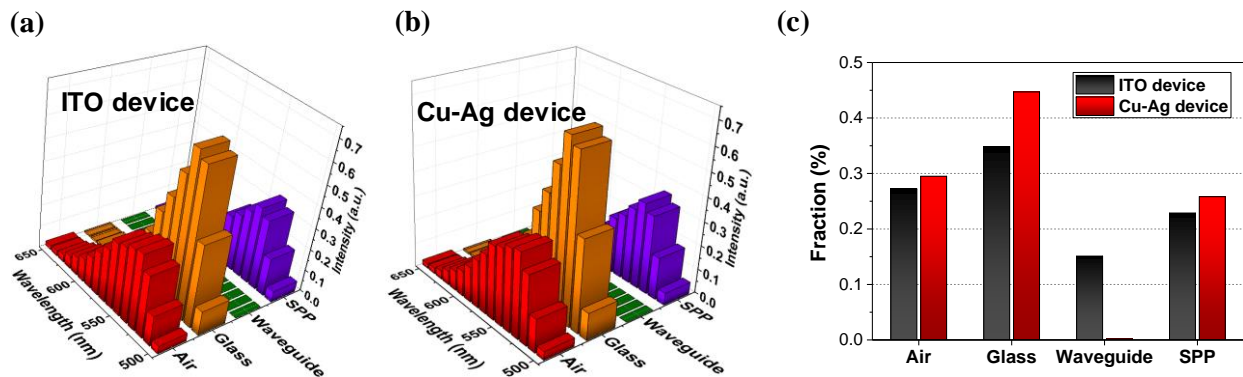 (a)
ITO device
0.7
0.6
0.5
0.4
0.3
0.2
0.1
0.0
Intensity (a.u.)
650
600
550
500
Wavelength (nm)
Air
Glass
Waveguide
SPP
(b)
Cu-Ag device
0.7
0.6
0.5
0.4
0.3
0.2
0.1
0.0
Intensity (a.u.)
650
600
550
500
Wavelength (nm)
Air
Glass
Waveguide
SPP
(c)
0.5
0.4
0.3
0.2
0.1
0.0
Fraction (%)
ITO device
Cu-Ag device
Air Glass Waveguide SPP